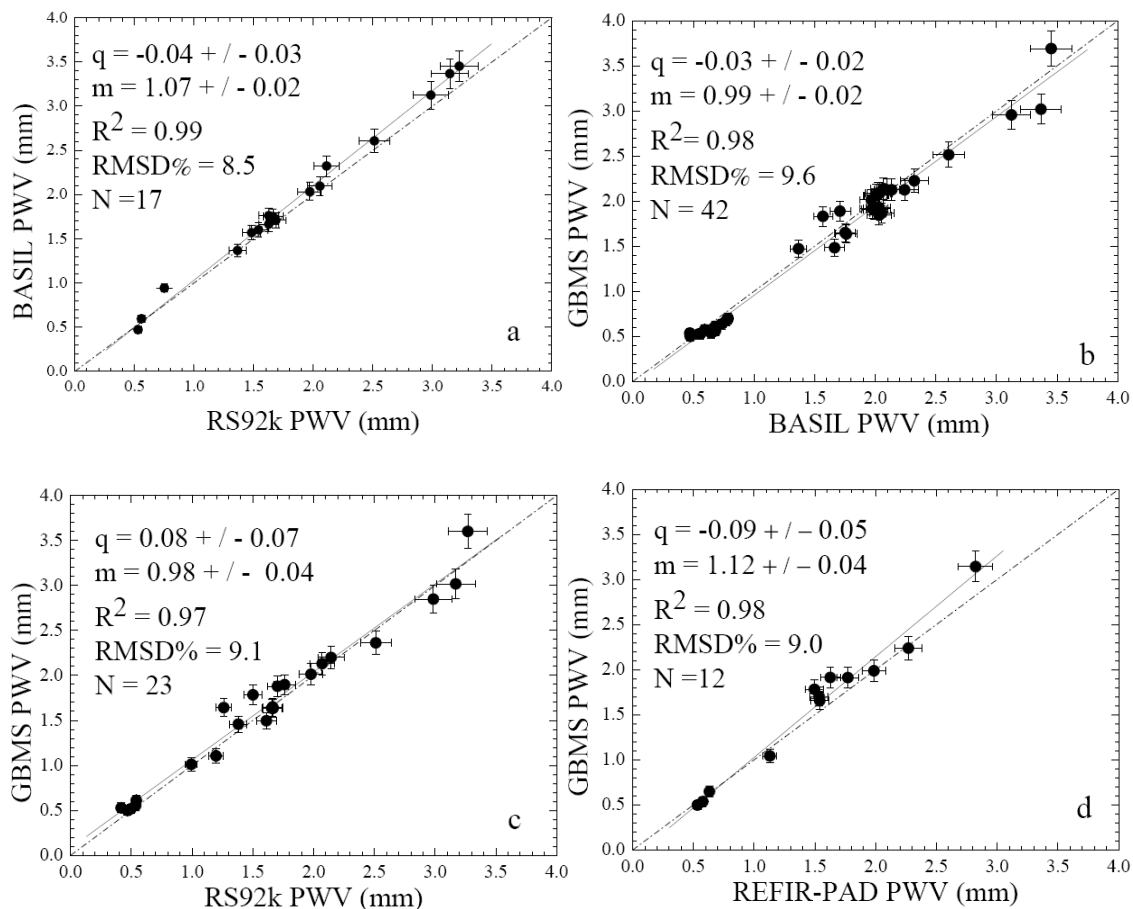 4.0
3.5
3.0
2.5
2.0
1.5
1.0
0.5
0.0
BASIL PWV (mm)
q = -0.04 + / - 0.03
m = 1.07 + / - 0.02
R² = 0.99
RMSD% = 8.5
N =17
a
0.0 0.5 1.0 1.5 2.0 2.5 3.0 3.5 4.0
RS92k PWV (mm)
4.0
3.5
3.0
2.5
2.0
1.5
1.0
0.5
0.0
GBMS PWV (mm)
q = -0.03 + / - 0.02
m = 0.99 + / - 0.02
R²= 0.98
RMSD% = 9.6
N = 42
b
0.0 0.5 1.0 1.5 2.0 2.5 3.0 3.5 4.0
BASIL PWV (mm)
4.0
3.5
3.0
2.5
2.0
1.5
1.0
0.5
0.0
GBMS PWV (mm)
q = 0.08 + / - 0.07
m = 0.98 + / - 0.04
R² = 0.97
RMSD% = 9.1
N = 23
c
0.0 0.5 1.0 1.5 2.0 2.5 3.0 3.5 4.0
RS92k PWV (mm)
4.0
3.5
3.0
2.5
2.0
1.5
1.0
0.5
0.0
GBMS PWV (mm)
q = -0.09 + / – 0.05
m = 1.12 + / – 0.04
R² = 0.98
RMSD% = 9.0
N = 12
d
0.0 0.5 1.0 1.5 2.0 2.5 3.0 3.5 4.0
REFIR-PAD PWV (mm)